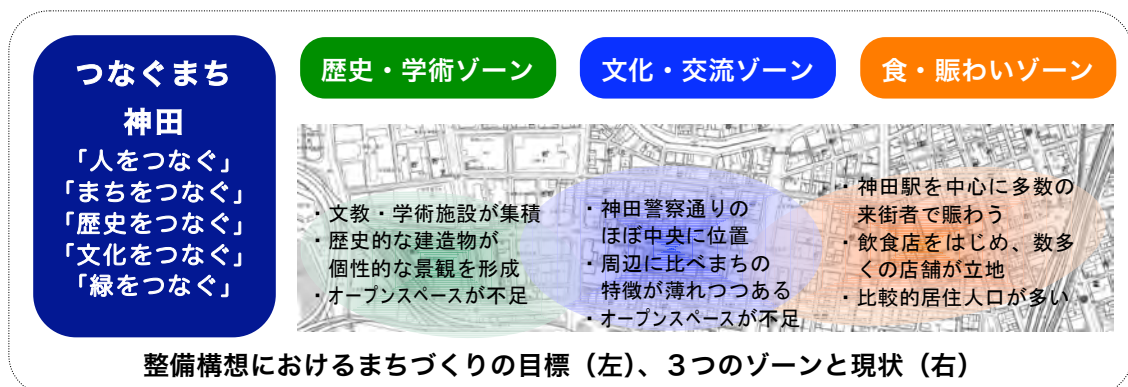 つなぐまち
神田
「人をつなぐ」
「まちをつなぐ」
「歴史をつなぐ」
「文化をつなぐ」
「緑をつなぐ」
歴史・学術ゾーン
・文教・学術施設が集積
・歴史的な建造物が
個性的な景観を形成
・オープンスペースが不足
文化・交流ゾーン
・神田警察通りの
ほぼ中央に位置
・周辺に比べまちの
特徴が薄れつつある
・オープンスペースが不足
食・賑わいゾーン
・神田駅を中心に多数の
来街者で賑わう
・飲食店をはじめ、数多
くの店舗が立地
・比較的居住人口が多い
整備構想におけるまちづくりの目標（左）、３つのゾーンと現状（右）